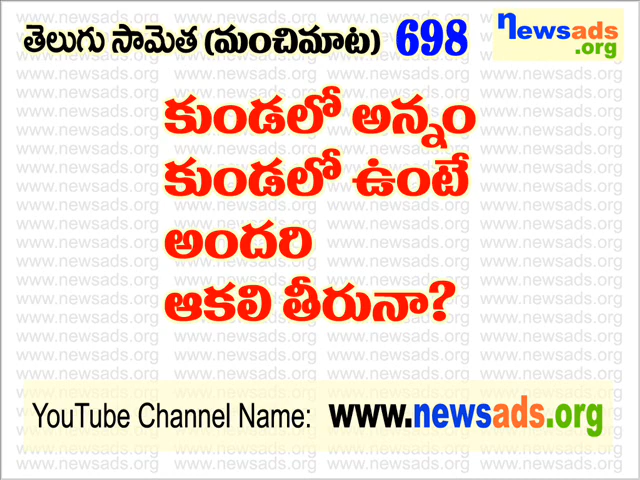 తెలుగు సామెత (మంచిమాట) 698
newsads
.org
కుండలో అన్నం
కుండలో ఉంటే
అందరి
ఆకలి తీరునా?
YouTube Channel Name: www.newsads.org